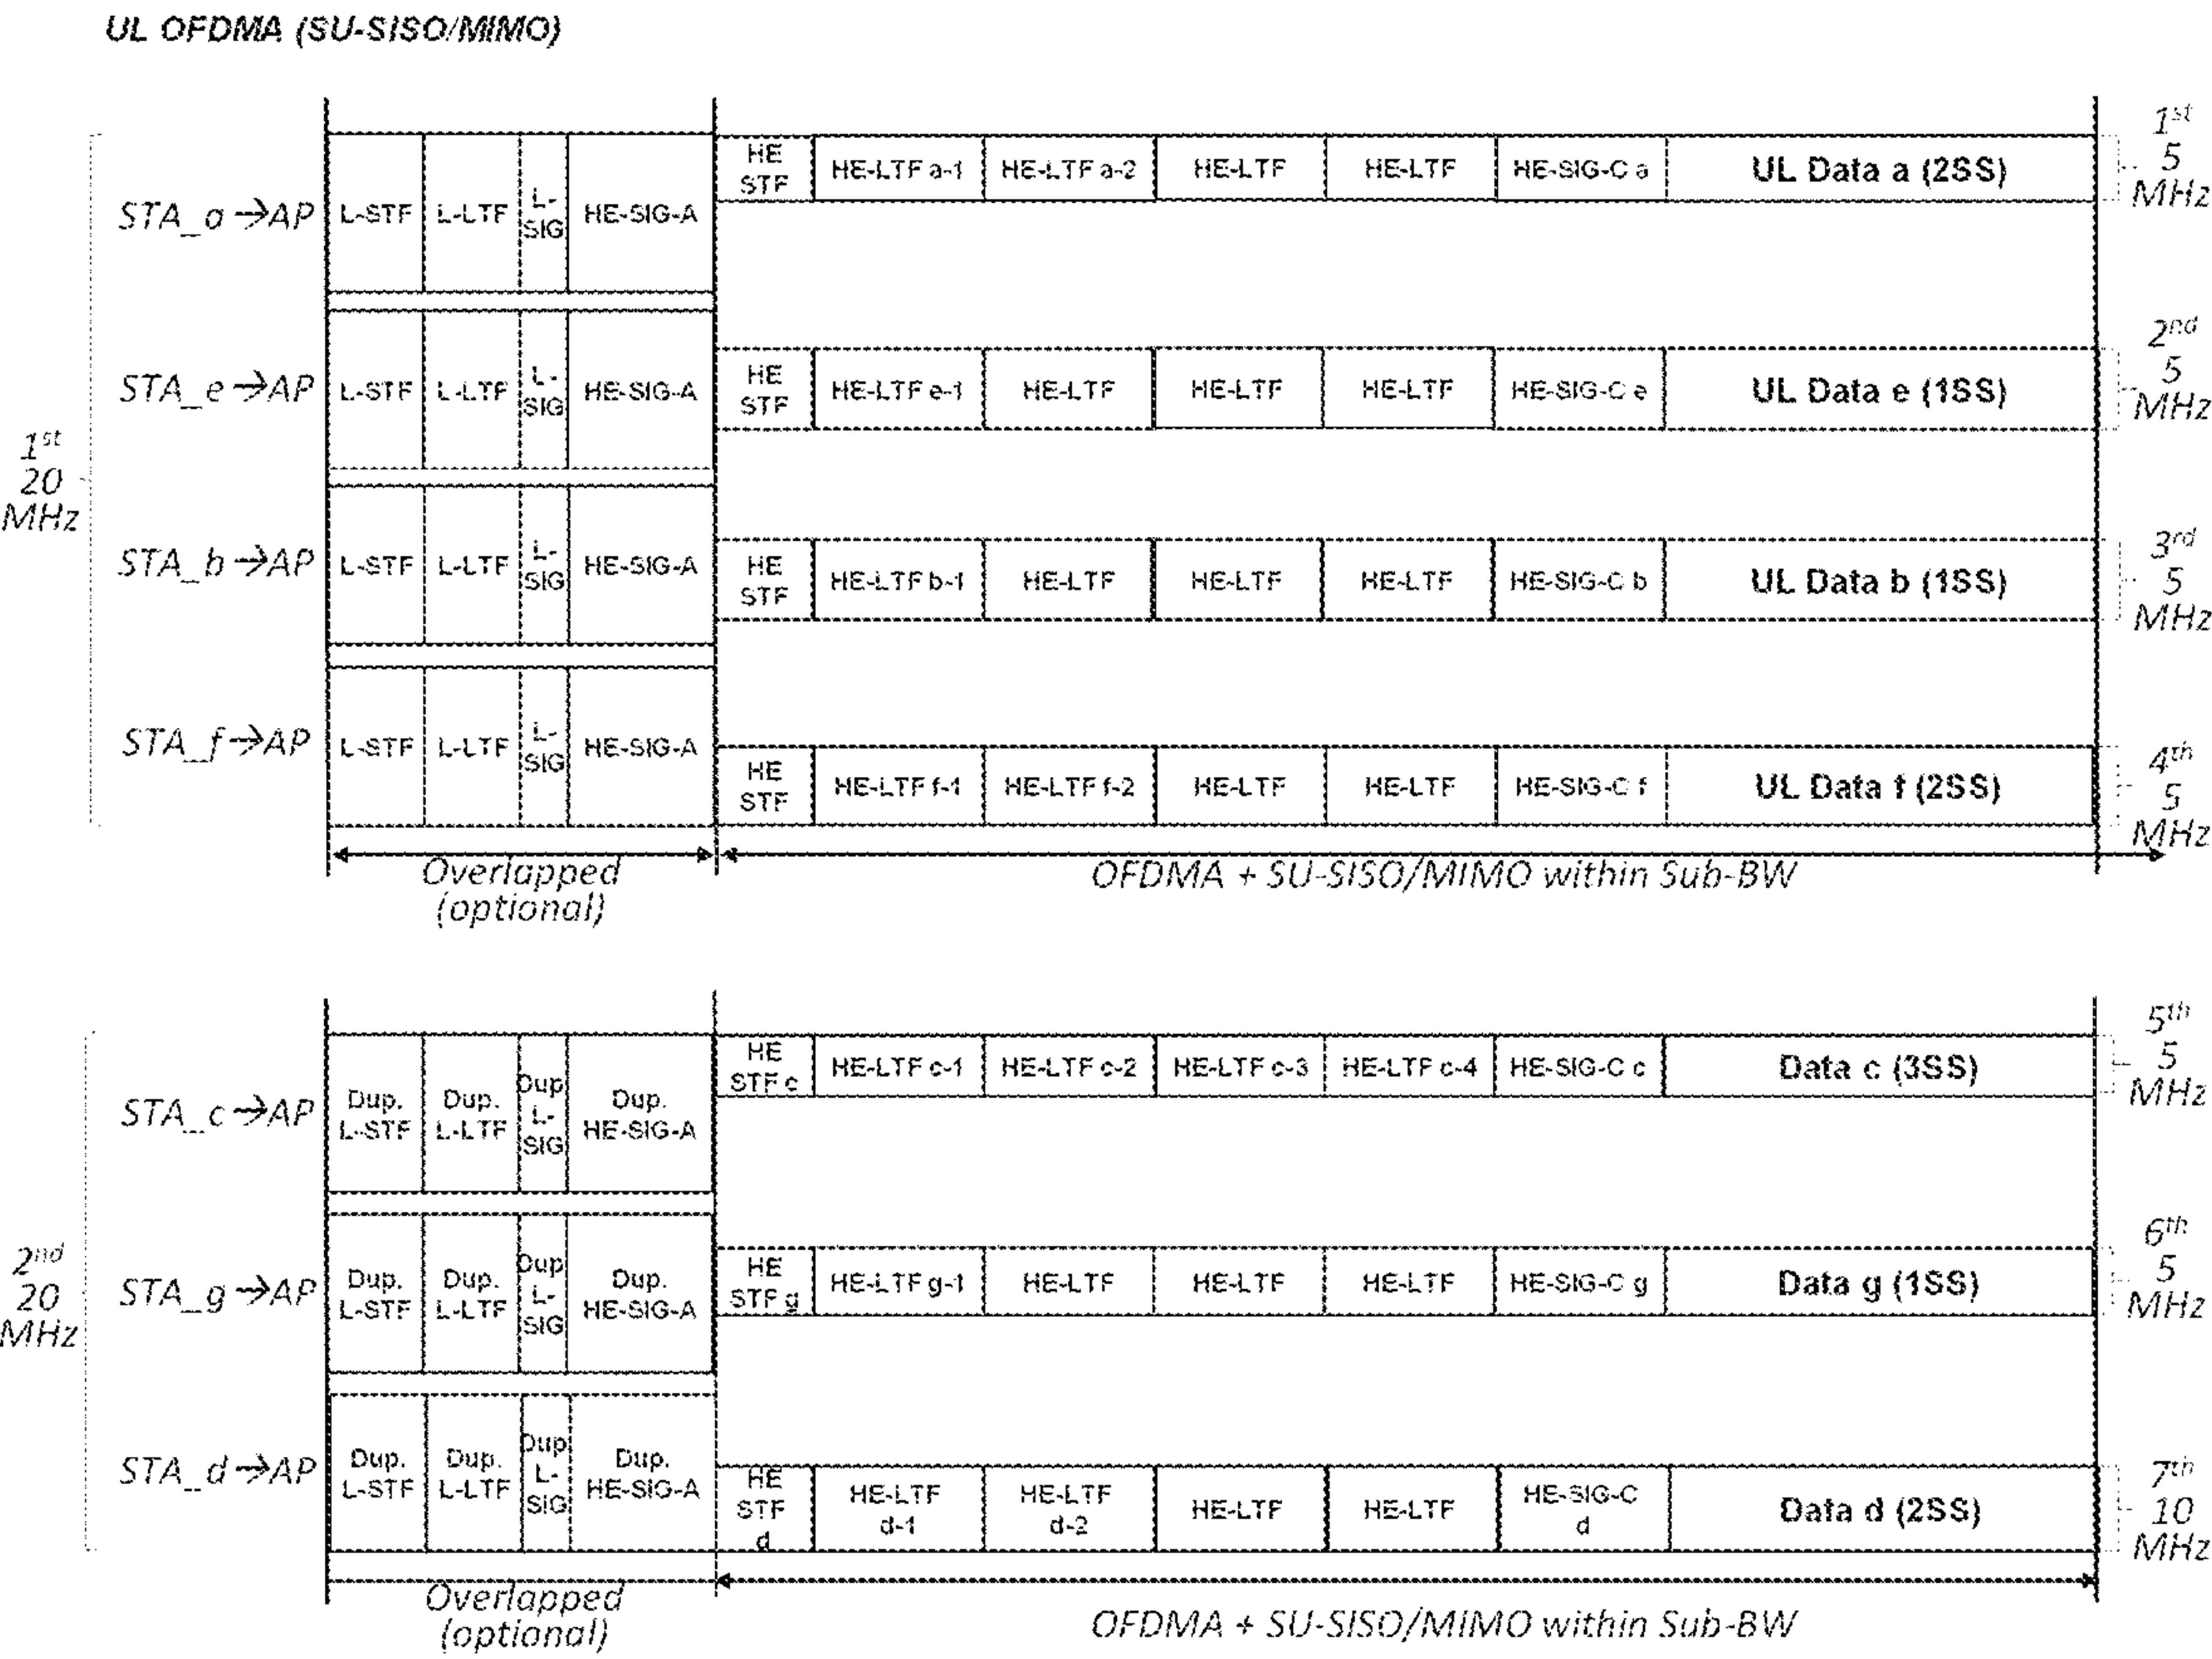 UL OFDMA (SU-SISO/MIMO)
1st
20
MHz
STA_a→AP
L-STF
L-LTF
L-
SIG
HE-SIG-A
HE
STF
HE-LTF a-1
HE-LTF a-2
HE-LTF
HE-LTF
HE-SIG-C a
UL Data a (2SS)
1st
5
MHz
STA_e→AP
L-STF
L-LTF
L-
SIG
HE-SIG-A
HE
STF
HE-LTF e-1
HE-LTF
HE-LTF
HE-LTF
HE-SIG-C e
UL Data e (1SS)
2nd
5
MHz
STA_b→AP
L-STF
L-LTF
L-
SIG
HE-SIG-A
HE
STF
HE-LTF b-1
HE-LTF
HE-LTF
HE-LTF
HE-SIG-C b
UL Data b (1SS)
3rd
5
MHz
STA_f→AP
L-STF
L-LTF
L-
SIG
HE-SIG-A
HE
STF
HE-LTF f-1
HE-LTF f-2
HE-LTF
HE-LTF
HE-SIG-C f
UL Data f (2SS)
4th
5
MHz
Overlapped
(optional)
OFDMA + SU-SISO/MIMO within Sub-BW
2nd
20
MHz
STA_c→AP
Dup.
L-STF
Dup.
L-LTF
Dup
L-
SIG
Dup.
HE-SIG-A
HE
STF c
HE-LTF c-1
HE-LTF c-2
HE-LTF c-3
HE-LTF c-4
HE-SIG-C c
Data c (3SS)
5th
5
MHz
STA_g→AP
Dup.
L-STF
Dup.
L-LTF
Dup
L-
SIG
Dup.
HE-SIG-A
HE
STF g
HE-LTF g-1
HE-LTF
HE-LTF
HE-LTF
HE-SIG-C g
Data g (1SS)
6th
5
MHz
STA_d→AP
Dup.
L-STF
Dup.
L-LTF
Dup
L-
SIG
Dup.
HE-SIG-A
HE
STF
d
HE-LTF
d-1
HE-LTF
d-2
HE-LTF
HE-LTF
HE-SIG-C
d
Data d (2SS)
7th
10
MHz
Overlapped
(optional)
OFDMA + SU-SISO/MIMO within Sub-BW